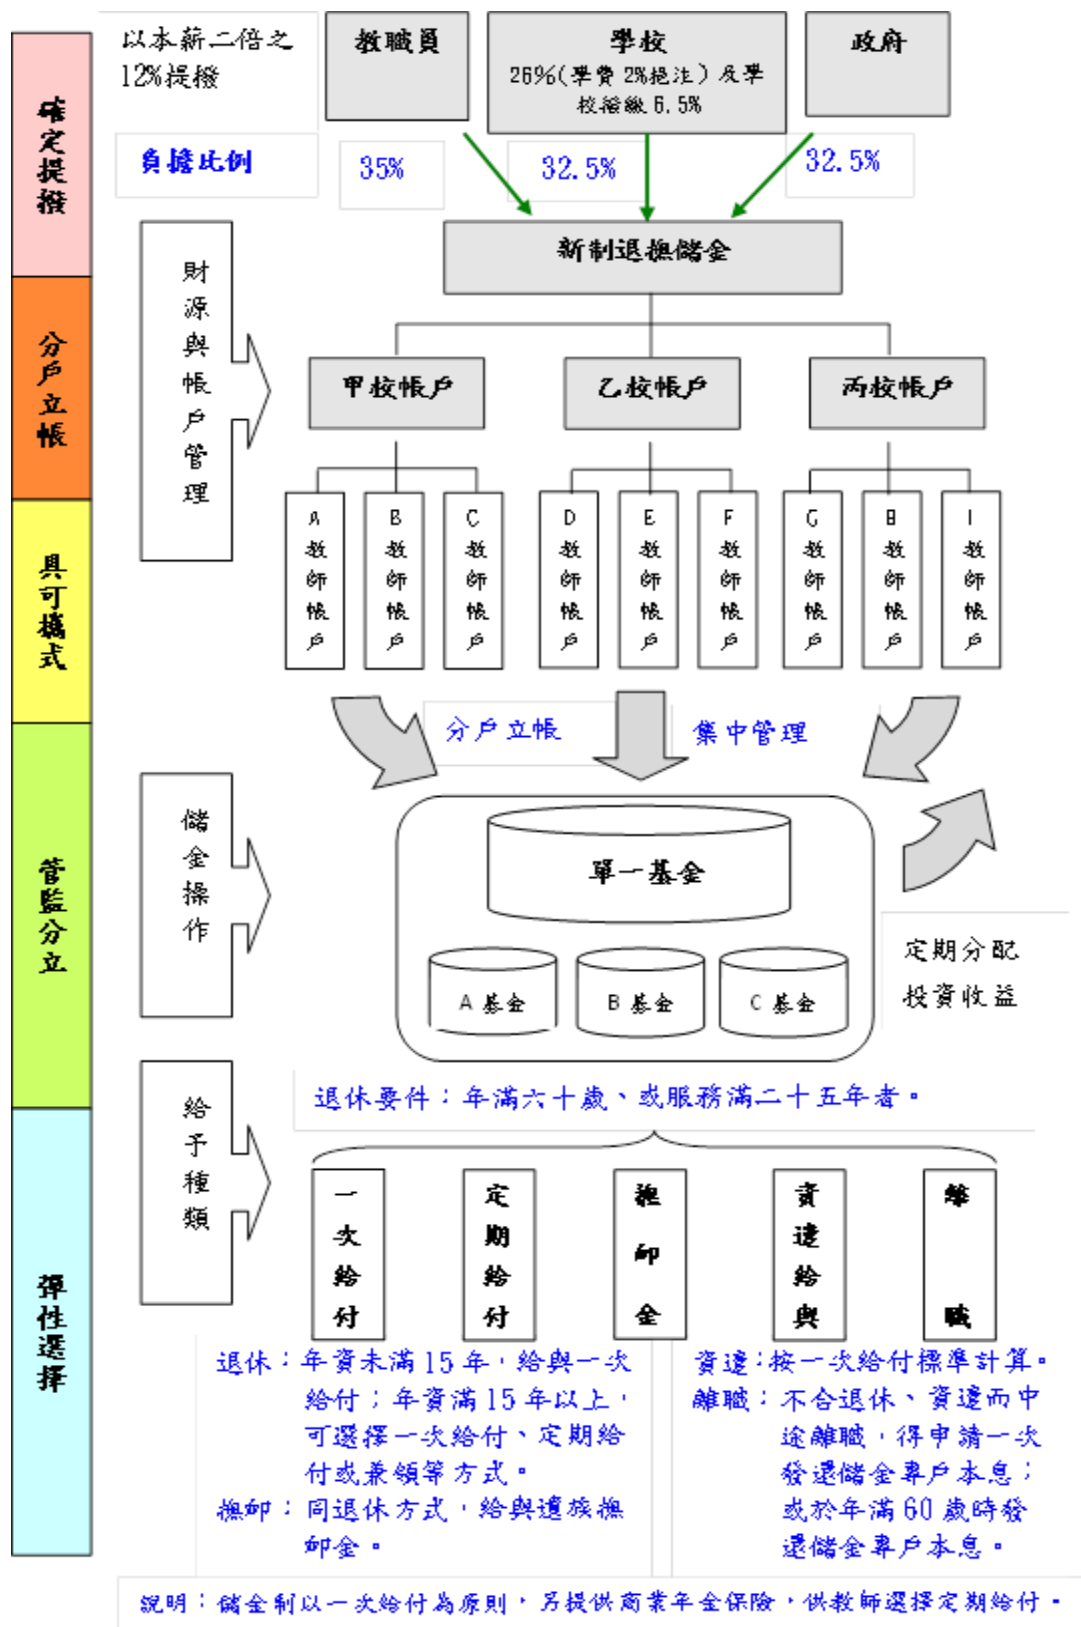 以本薪二倍之
12%提撥
教職員
學校
26%(學費 2%挹注) 及學
校撥繳 6.5%
政府
負擔比例
35%
32.5%
32.5%
確定提撥
新制退撫儲金
財源與帳戶管理
分戶立帳
甲校帳戶
乙校帳戶
丙校帳戶
A教師帳戶
B教師帳戶
C教師帳戶
D教師帳戶
E教師帳戶
F教師帳戶
G教師帳戶
H教師帳戶
I教師帳戶
具可攜式
分戶立帳
集中管理
管監分立
儲金操作
單一基金
A 基金
B 基金
C 基金
定期分配
投資收益
給予種類
退休要件：年滿六十歲、或服務滿二十五年者。
一次給付
定期給付
撫卹金
資遣給與
離職
彈性選擇
退休：年資未滿 15 年，給與一次
給付；年資滿 15 年以上，
可選擇一次給付、定期給
付或兼領等方式。
撫卹：同退休方式，給與遺族撫
卹金。
資遣:按一次給付標準計算。
離職：不合退休、資遣而中
途離職，得申請一次
發還儲金專戶本息；
或於年滿 60 歲時發
還儲金專戶本息。
說明：儲金制以一次給付為原則，另提供商業年金保險，供教師選擇定期給付。